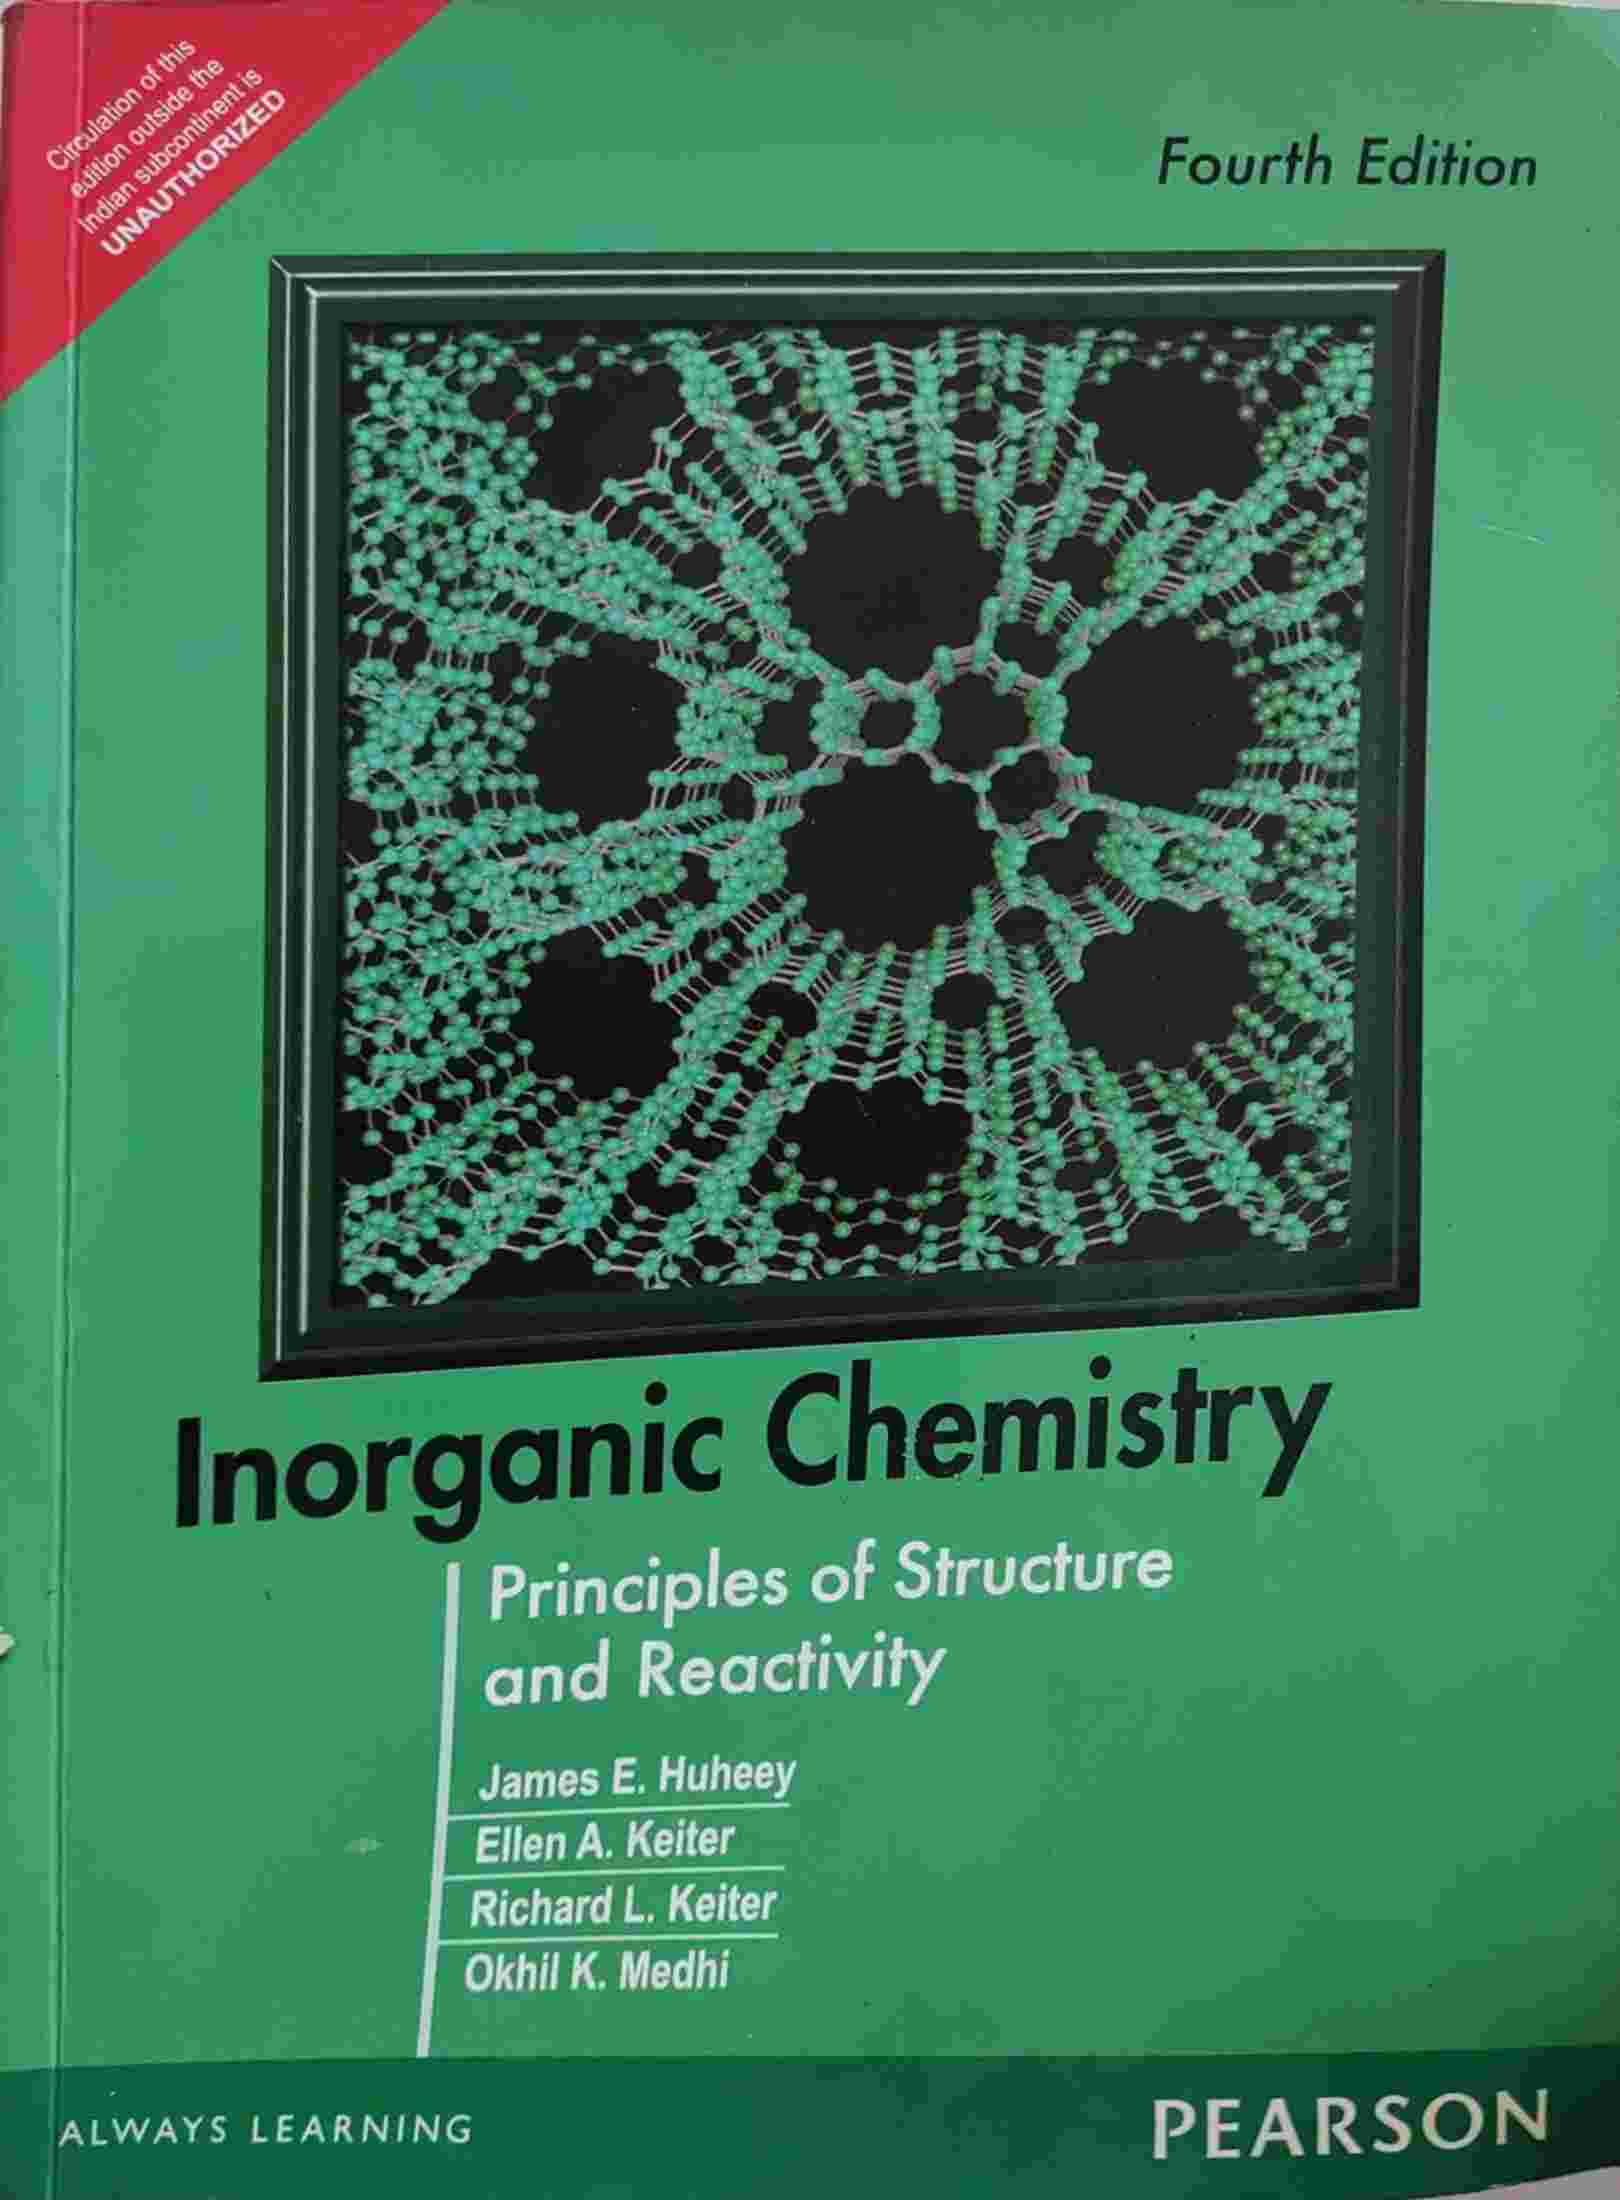 Circulation of this
edition outside the
Indian subcontinent is
UNAUTHORIZED
Fourth Edition
Inorganic Chemistry
Principles of Structure
and Reactivity
James E. Huheey
Ellen A. Keiter
Richard L. Keiter
Okhil K. Medhi
ALWAYS LEARNING
PEARSON